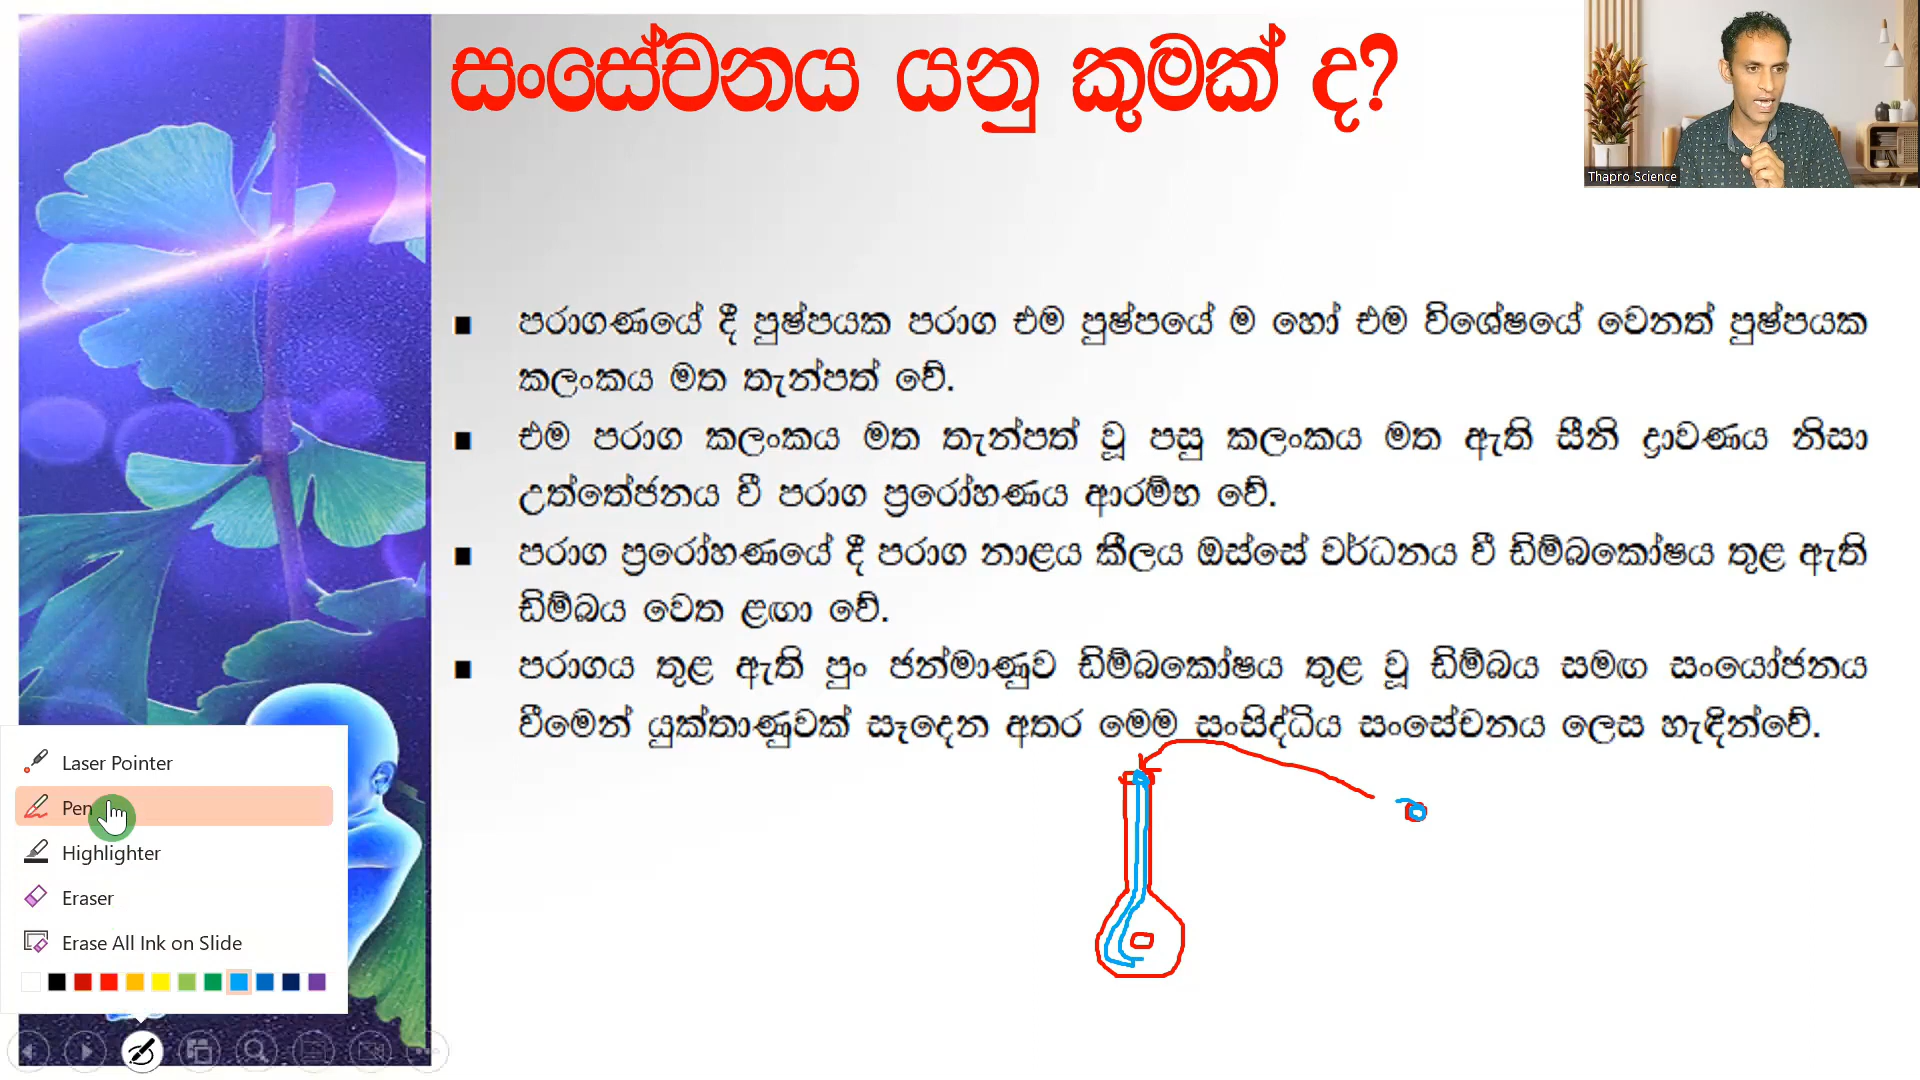 සංසේචනය යනු කුමක් ද?
Thapro Science
■ පරාගණයේ දී පුෂ්පයක පරාග එම පුෂ්පයේ ම හෝ එම විශේෂයේ වෙනත් පුෂ්පයක
කලංකය මත තැන්පත් වේ.
■ එම පරාග කලංකය මත තැන්පත් වූ පසු කලංකය මත ඇති සීනි ද්‍රාවණය නිසා
උත්තේජනය වී පරාග ප්‍රරෝහණය ආරම්භ වේ.
■ පරාග ප්‍රරෝහණයේ දී පරාග නාළය කීලය ඔස්සේ වර්ධනය වී ඩිම්බකෝෂය තුළ ඇති
ඩිම්බය වෙත ළඟා වේ.
■ පරාගය තුළ ඇති පුං ජන්මාණුව ඩිම්බකෝෂය තුළ වූ ඩිම්බය සමඟ සංයෝජනය
වීමෙන් යුක්තාණුවක් සෑදෙන අතර මෙම සංසිද්ධිය සංසේචනය ලෙස හැඳින්වේ.
Laser Pointer
Pen
Highlighter
Eraser
Erase All Ink on Slide